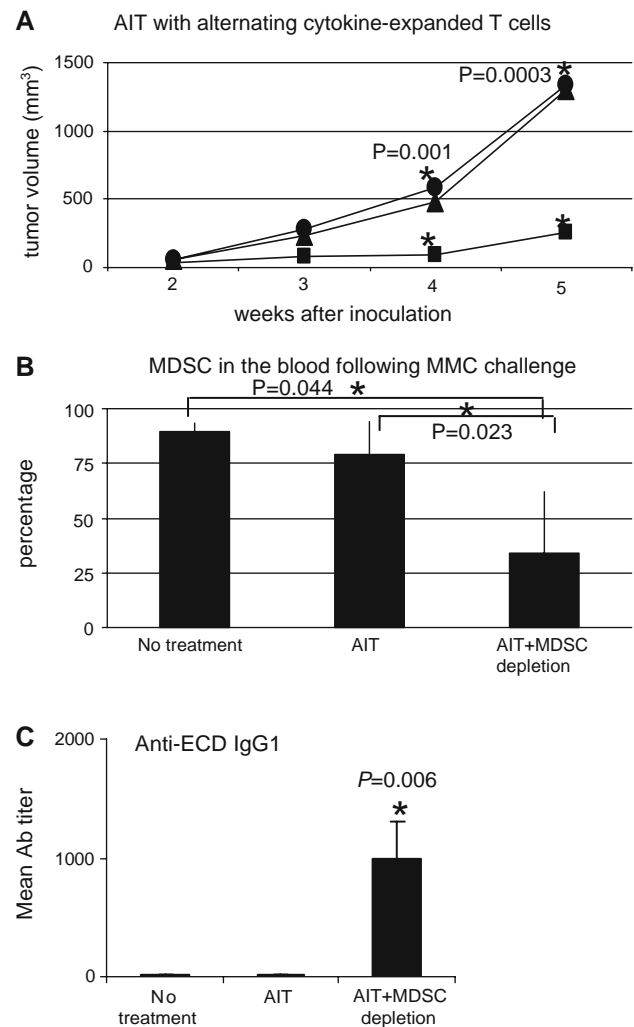 A AIT with alternating cytokine-expanded T cells
tumor volume (mm³)
1500
1000
500
0
P=0.0003 *
P=0.001
*
*
*
2 3 4 5
weeks after inoculation
B MDSC in the blood following MMC challenge
P=0.044 *
*
P=0.023
percentage
100
75
50
25
0
No treatment AIT AIT+MDSC
depletion
C Anti-ECD IgG1
Mean Ab titer
2000
1000
0
P=0.006
*
No AIT AIT+MDSC
treatment depletion